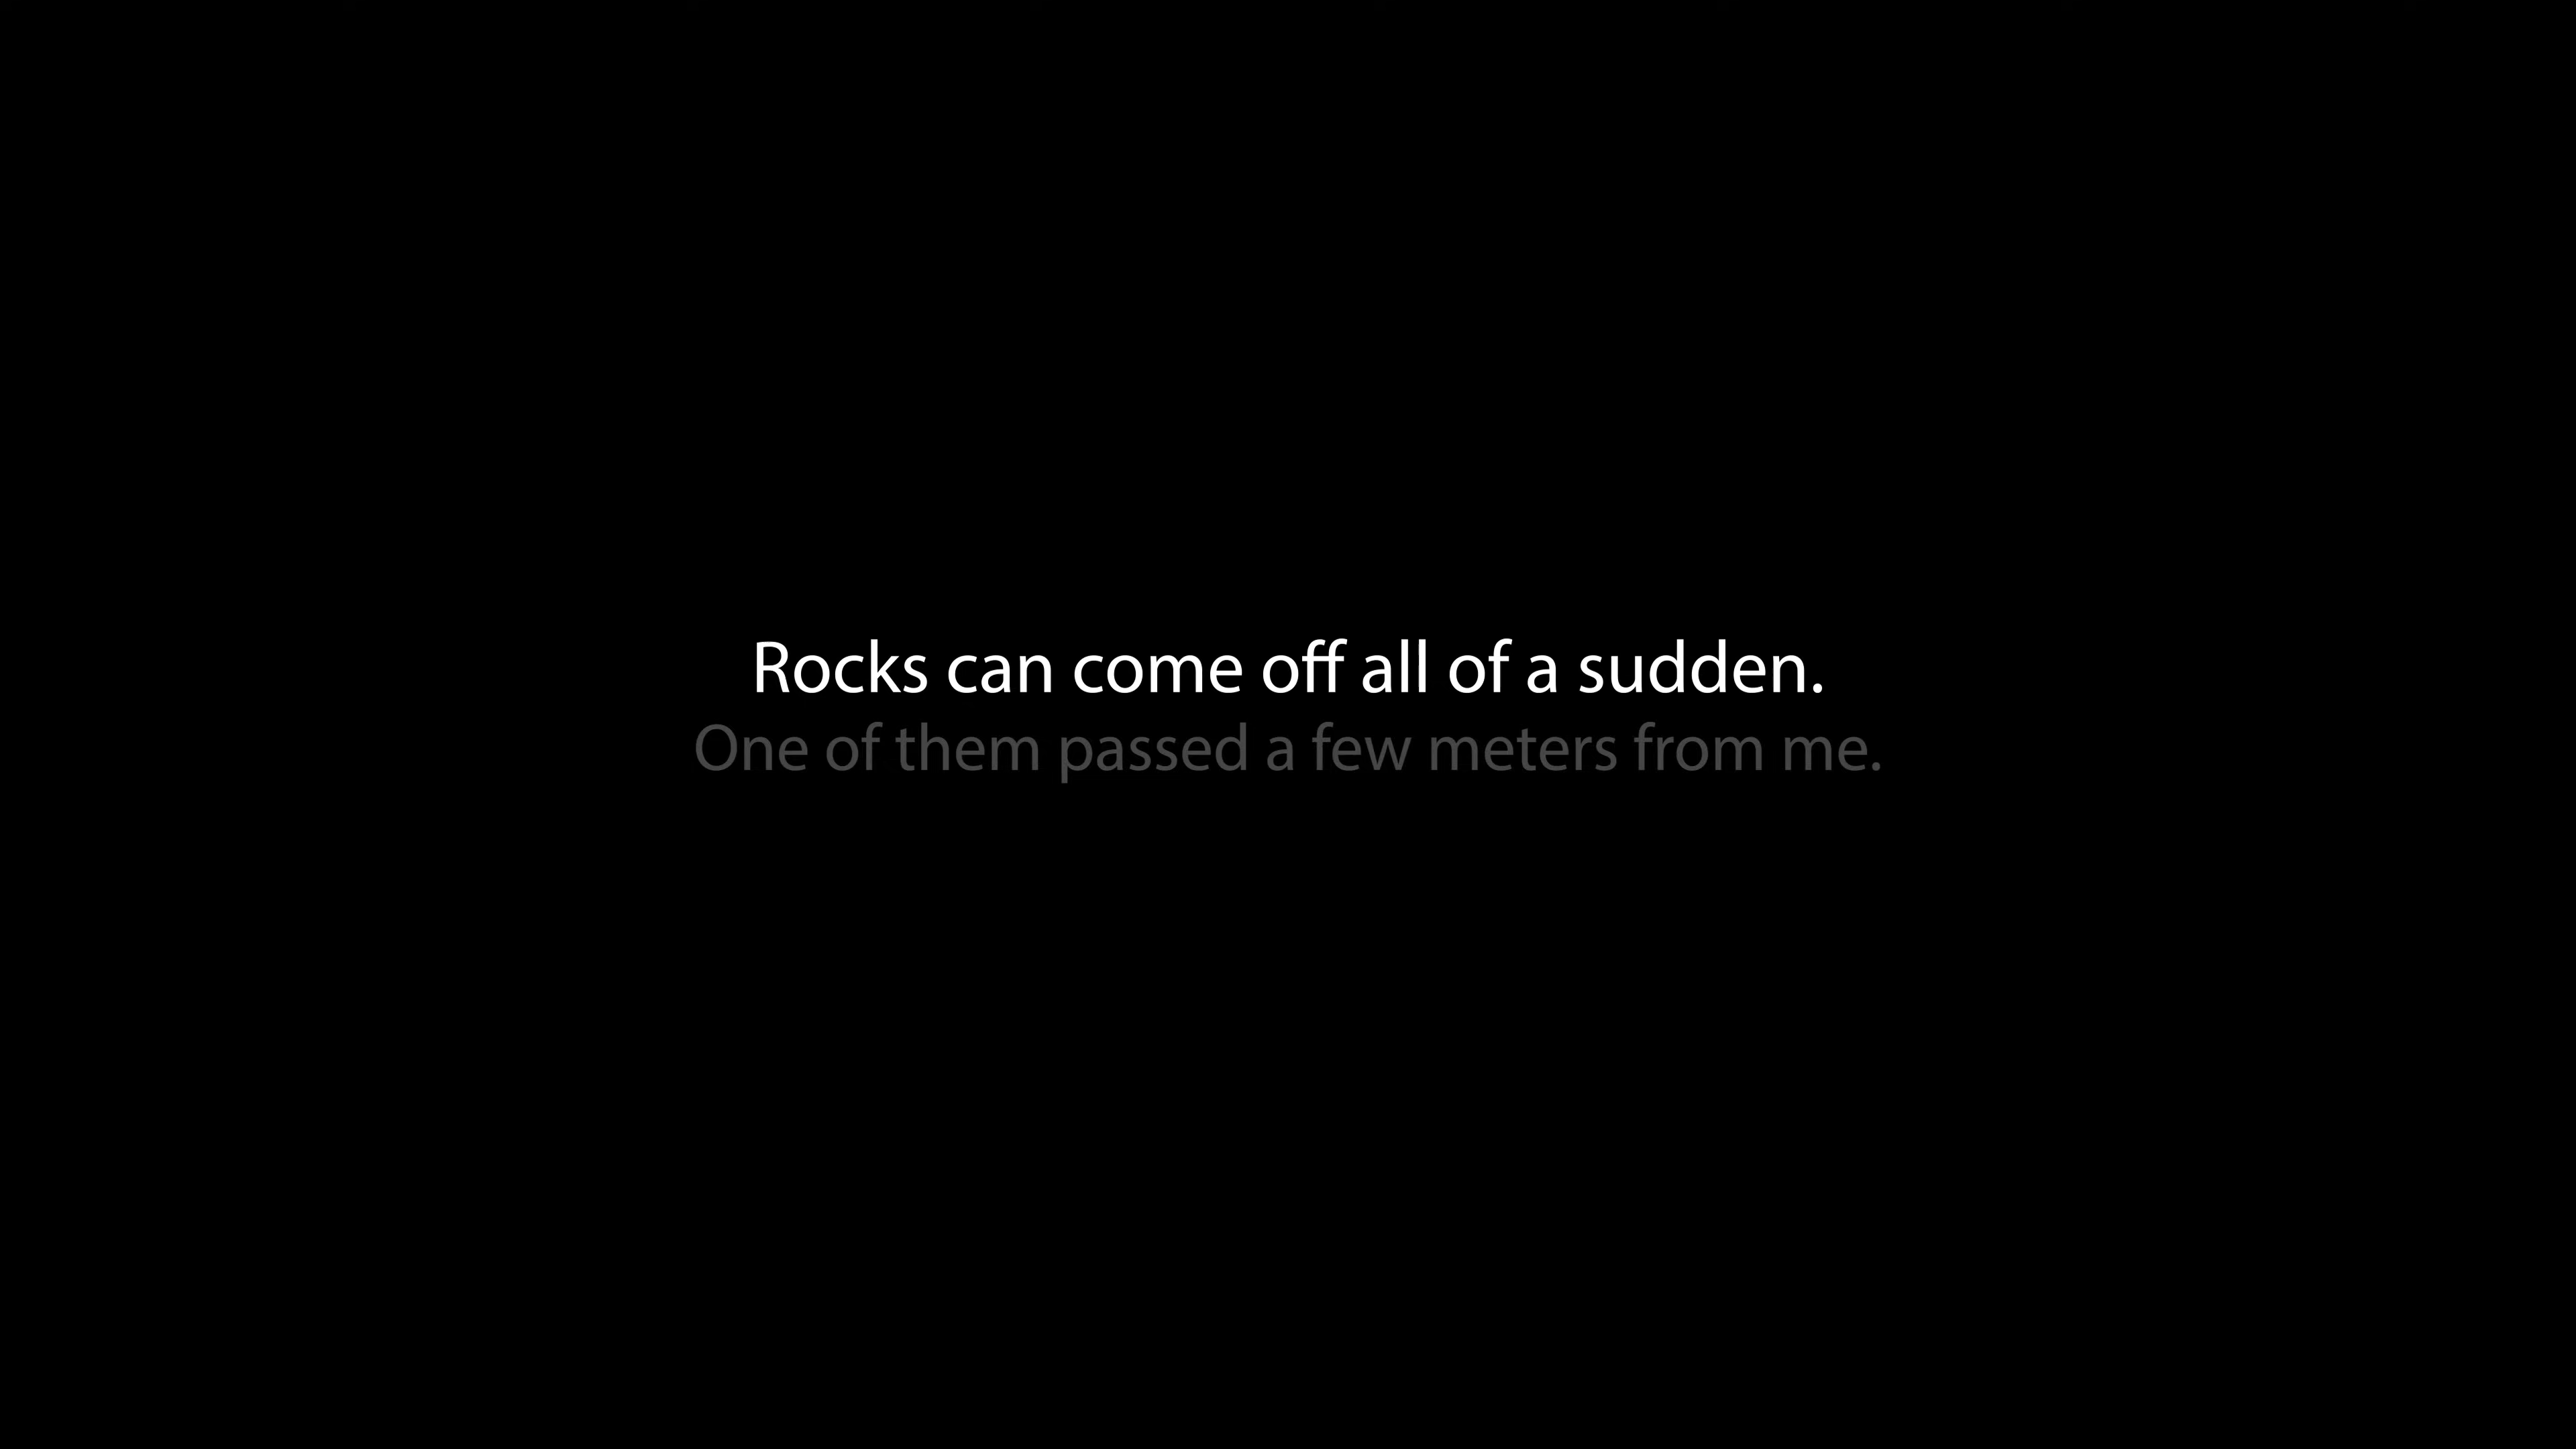 Rocks can come off all of a sudden.
One of them passed a few meters from me.